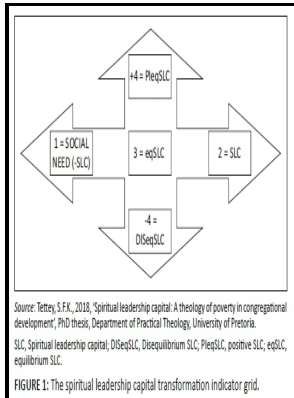 +4 = PleqSLC
1 = SOCIAL
NEED (-SLC)
3 = eqSLC
2 = SLC
-4 =
DISeqSLC
Source: Tettey, S.F.K., 2018, ‘Spiritual leadership capital: A theology of poverty in congregational
development’, PhD thesis, Department of Practical Theology, University of Pretoria.
SLC, Spiritual leadership capital; DISeqSLC, Disequilibrium SLC; PleqSLC, positive SLC; eqSLC,
equilibrium SLC.
FIGURE 1: The spiritual leadership capital transformation indicator grid.